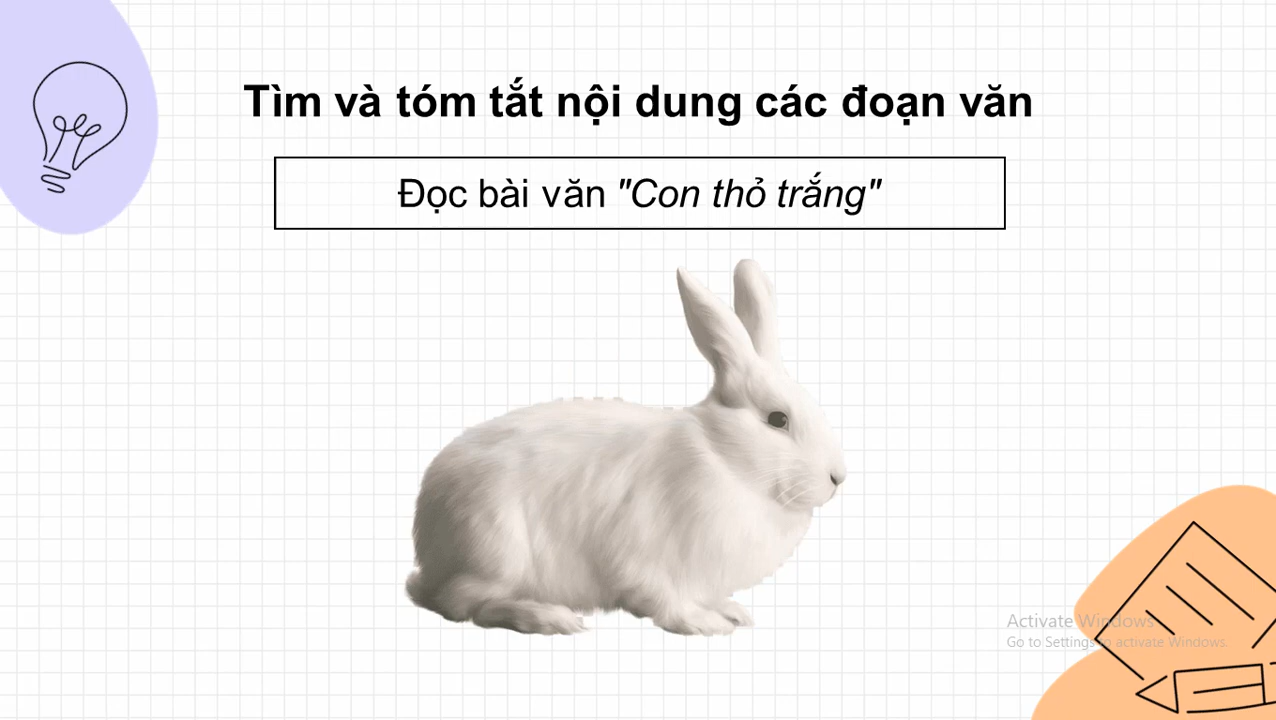 Tìm và tóm tắt nội dung các đoạn văn
Đọc bài văn "Con thỏ trắng"
Activate Windows
Go to Settings to activate Windows.